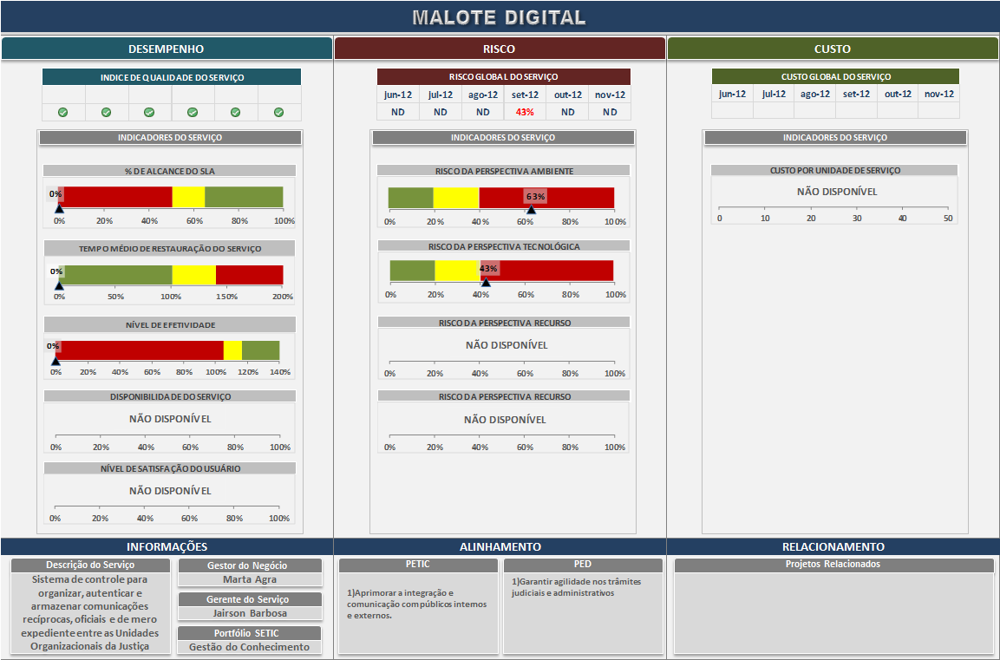 MALOTE DIGITAL
DESEMPENHO
INDICE DE QUALIDADE DO SERVIÇO
INDICADORES DO SERVIÇO
% DE ALCANCE DO SLA
0%
0% 20% 40% 60% 80% 100%
TEMPO MÉDIO DE RESTAURAÇÃO DO SERVIÇO
0%
0% 50% 100% 150% 200%
NÍVEL DE EFETIVIDADE
0%
0% 20% 40% 60% 80% 100% 120% 140%
DISPONIBILIDADE DO SERVIÇO
NÃO DISPONÍVEL
0% 20% 40% 60% 80% 100%
NÍVEL DE SATISFAÇÃO DO USUÁRIO
NÃO DISPONÍVEL
0% 20% 40% 60% 80% 100%
RISCO
RISCO GLOBAL DO SERVIÇO
jun-12 jul-12 ago-12 set-12 out-12 nov-12
ND ND ND 43% ND ND
INDICADORES DO SERVIÇO
RISCO DA PERSPECTIVA AMBIENTE
63%
0% 20% 40% 60% 80% 100%
RISCO DA PERSPECTIVA TECNOLÓGICA
43%
0% 20% 40% 60% 80% 100%
RISCO DA PERSPECTIVA RECURSO
NÃO DISPONÍVEL
0% 20% 40% 60% 80% 100%
RISCO DA PERSPECTIVA RECURSO
NÃO DISPONÍVEL
0% 20% 40% 60% 80% 100%
CUSTO
CUSTO GLOBAL DO SERVIÇO
jun-12 jul-12 ago-12 set-12 out-12 nov-12
INDICADORES DO SERVIÇO
CUSTO POR UNIDADE DE SERVIÇO
NÃO DISPONÍVEL
0 10 20 30 40 50
INFORMAÇÕES
Descrição do Serviço
Sistema de controle para
organizar, autenticar e
armazenar comunicações
recíprocas, oficiais e de mero
expediente entre as Unidades
Organizacionais da Justiça
Gestor do Negócio
Marta Agra
Gerente do Serviço
Jairson Barbosa
Portfólio SETIC
Gestão do Conhecimento
ALINHAMENTO
PETIC
1)Aprimorar a integração e
comunicação com públicos internos
e externos.
PED
1)Garantir agilidade nos trâmites
judiciais e administrativos
RELACIONAMENTO
Projetos Relacionados